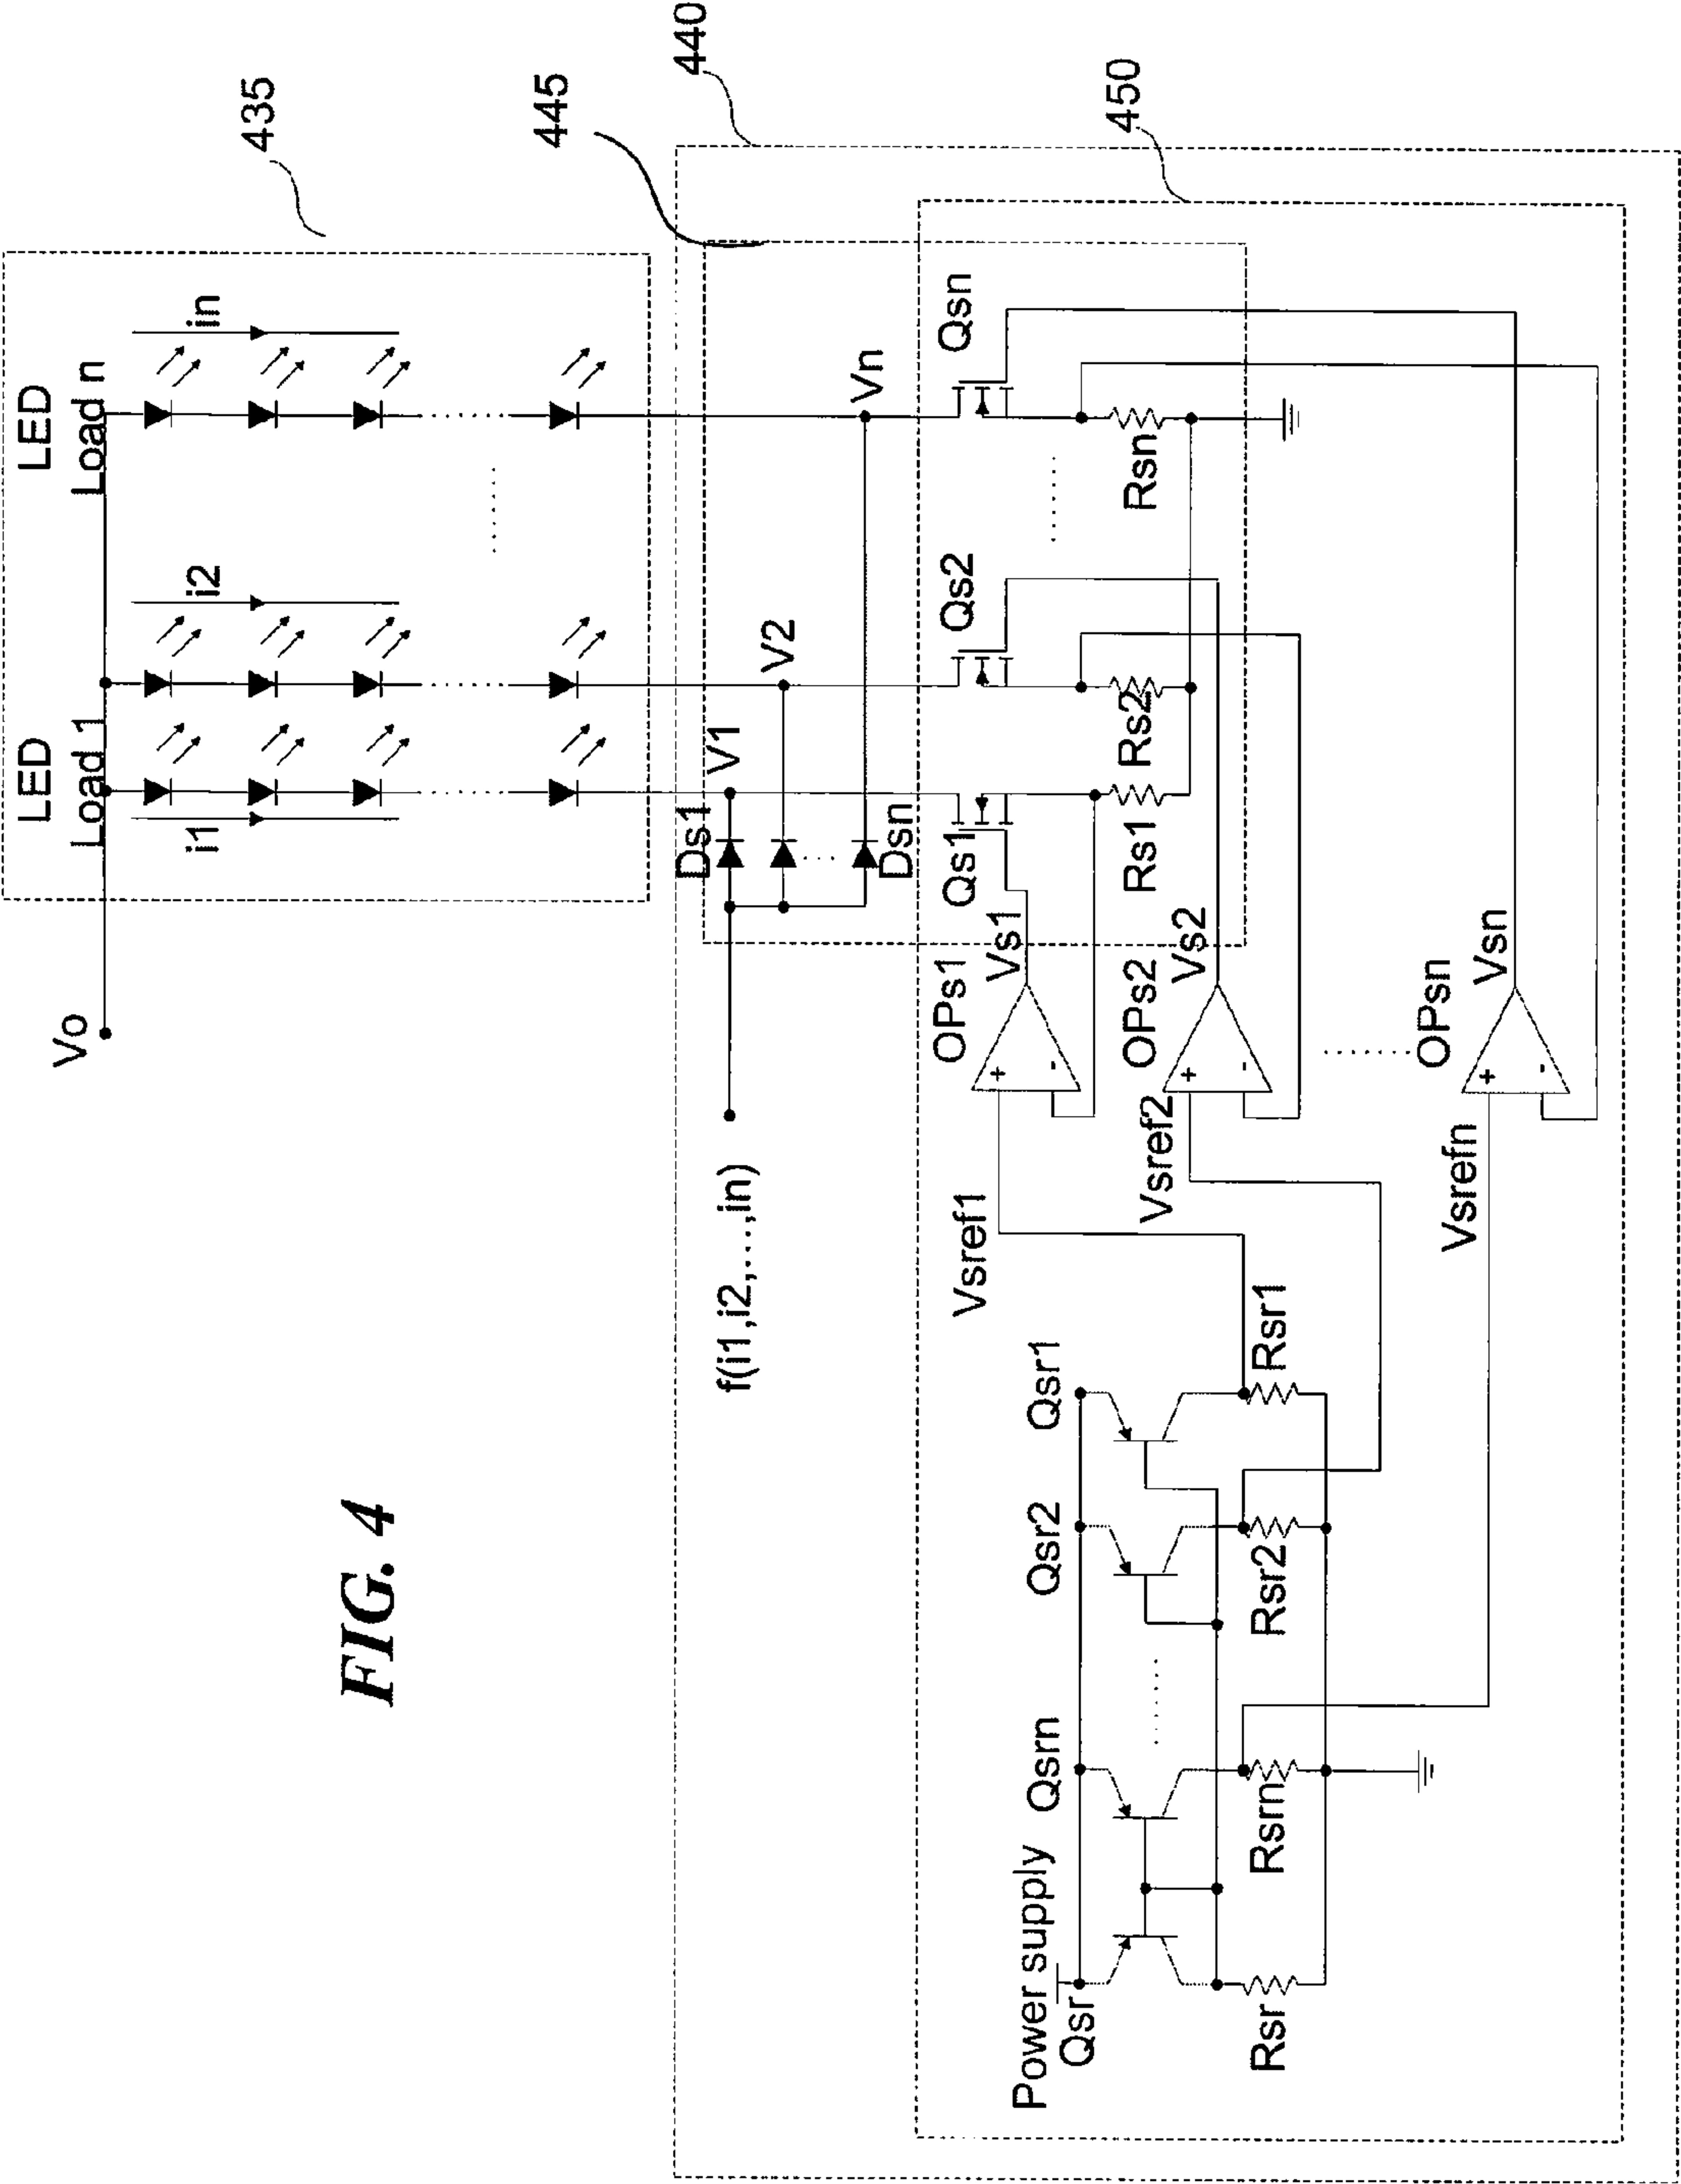 FIG. 4
435
445
440
450
LED
Load 1
LED
Load n
Vo
i1
i2
in
V1
V2
Vn
Ds1
Dsn
f(i1,i2,...,in)
Qs1
Qs2
Qsn
Rs1
Rs2
Rsn
OPs1
Vs1
OPs2
Vs2
OPsn
Vsn
+
-
+
-
+
-
Vsref1
Vsref2
Vsrefn
Power supply
Qsr
Qsrn
Qsr2
Qsr1
Rsr
Rsrn
Rsr2
Rsr1